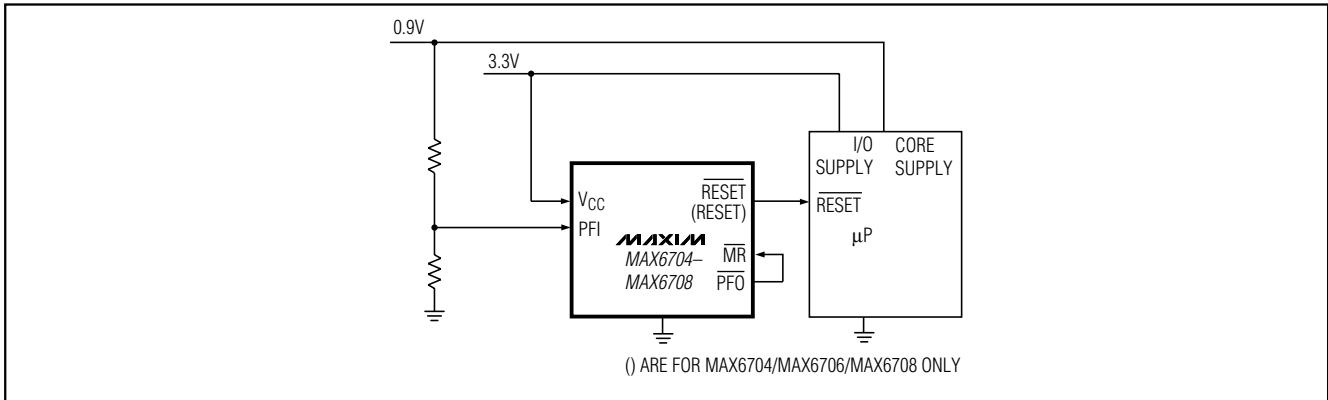 0.9V
3.3V
I/O
SUPPLY
CORE
SUPPLY
VCC
PFI
RESET
(RESET)
MAXIM
MAX6704–
MAX6708
MR
PFO
RESET
µP
() ARE FOR MAX6704/MAX6706/MAX6708 ONLY